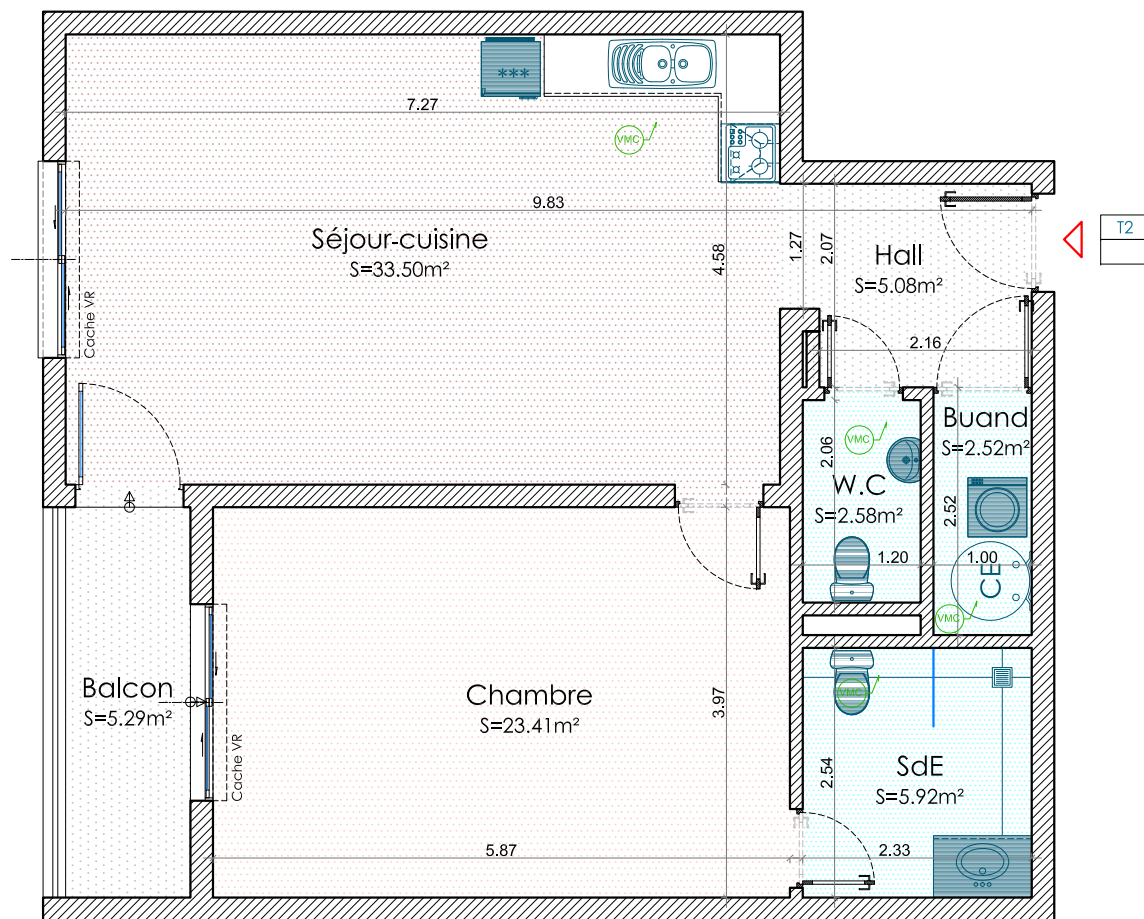 ***
7.27
VMC
9.83
Séjour-cuisine
S=33.50m²
4.58
1.27
2.07
Hall
S=5.08m²
T2
Cache VR
2.16
Buand
S=2.52m²
VMC
2.06
W.C
S=2.58m²
2.52
1.20
1.00
CE
VMC
Balcon
S=5.29m²
Chambre
S=23.41m²
3.97
VMC
Cache VR
2.54
SdE
S=5.92m²
5.87
2.33